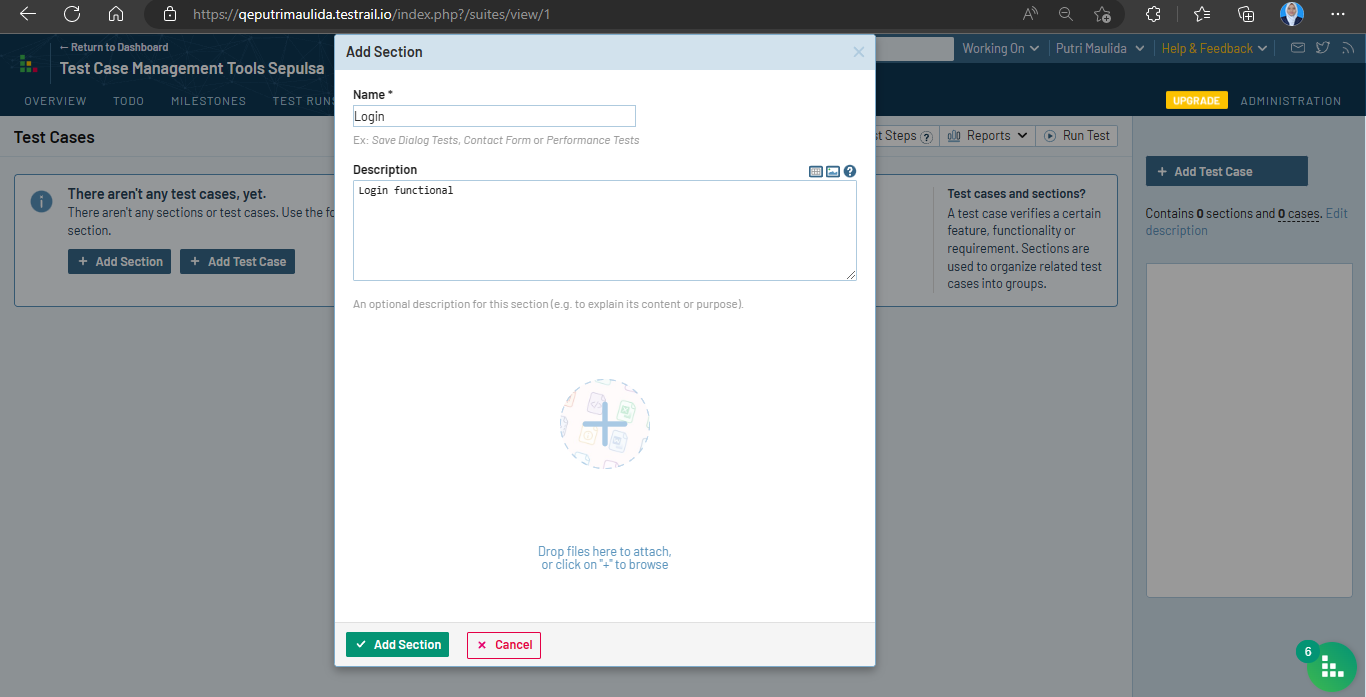 https://qeputrimaulida.testrail.io/index.php?/suites/view/1
← Return to Dashboard
Test Case Management Tools Sepulsa
Working On
Putri Maulida
Help & Feedback
OVERVIEW
TODO
MILESTONES
TEST RUNS
UPGRADE
ADMINISTRATION
Test Cases
Steps
Reports
Run Test
There aren't any test cases, yet.
There aren't any sections or test cases. Use the
section.
+ Add Section
+ Add Test Case
Add Section
Name *
Login
Ex: Save Dialog Tests, Contact Form or Performance Tests
Description
Login functional
An optional description for this section (e.g. to explain its content or purpose).
Drop files here to attach,
or click on "+" to browse
Add Section
Cancel
Test cases and sections?
A test case verifies a certain
feature, functionality or
requirement. Sections are
used to organize related test
cases into groups.
+ Add Test Case
Contains 0 sections and 0 cases. Edit
description
6